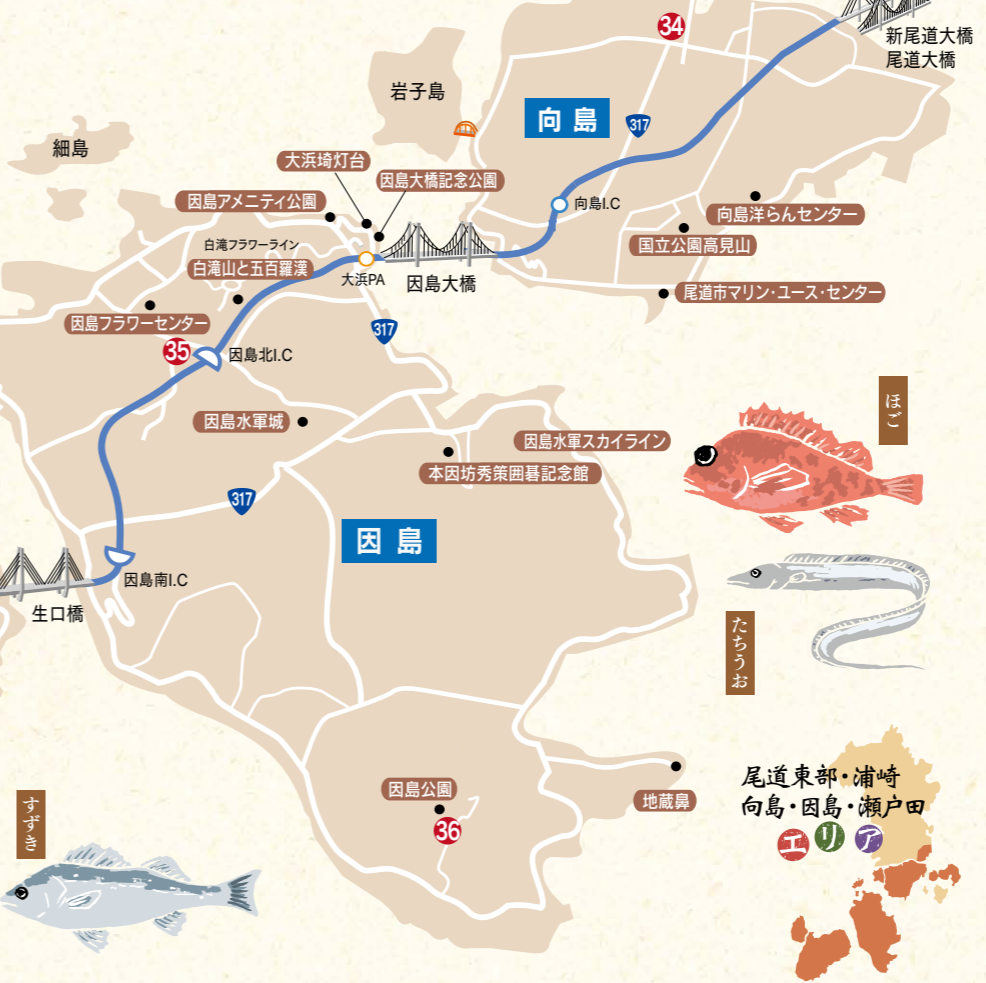 34
新尾道大橋
尾道大橋
岩子島
向島
317
細島
大浜埼灯台
因島大橋記念公園
因島アメニティ公園
向島I.C
向島洋らんセンター
白滝フラワーライン
国立公園高見山
白滝山と五百羅漢
大浜PA
因島大橋
尾道市マリン・ユース・センター
因島フラワーセンター
317
35
因島北I.C
ほご
因島水軍城
因島水軍スカイライン
本因坊秀策囲碁記念館
317
因島
因島南I.C
生口橋
たちうお
尾道東部・浦崎
向島・因島・瀬戸田
エリア
因島公園
地蔵鼻
すずき
36